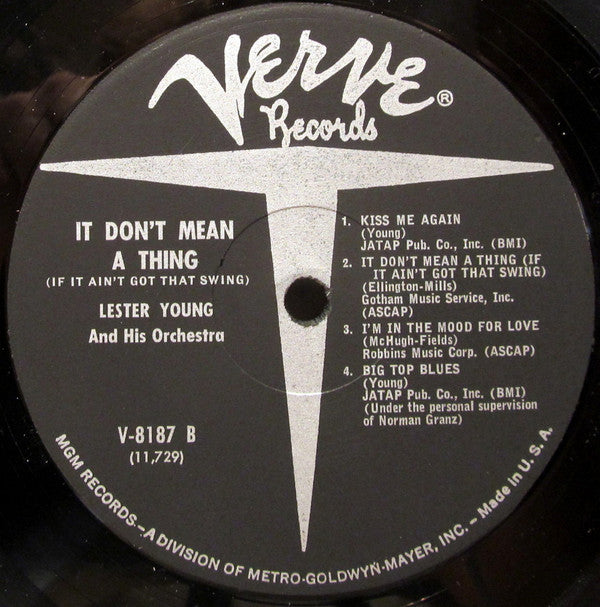 VERVE®
Records
IT DON'T MEAN
A THING
(IF IT AIN'T GOT THAT SWING)
LESTER YOUNG
And His Orchestra
V-8187 B
(11,729)
1. KISS ME AGAIN
(Young)
JATAP Pub. Co., Inc. (BMI)
2. IT DON'T MEAN A THING (IF
IT AIN'T GOT THAT SWING)
(Ellington-Mills)
Gotham Music Service, Inc.
(ASCAP)
3. I'M IN THE MOOD FOR LOVE
(McHugh-Fields)
Robbins Music Corp. (ASCAP)
4. BIG TOP BLUES
(Young)
JATAP Pub. Co., Inc. (BMI)
(Under the personal supervision
of Norman Granz)
MGM RECORDS—A DIVISION OF METRO-GOLDWYN-MAYER, INC. – Made in U. S. A.